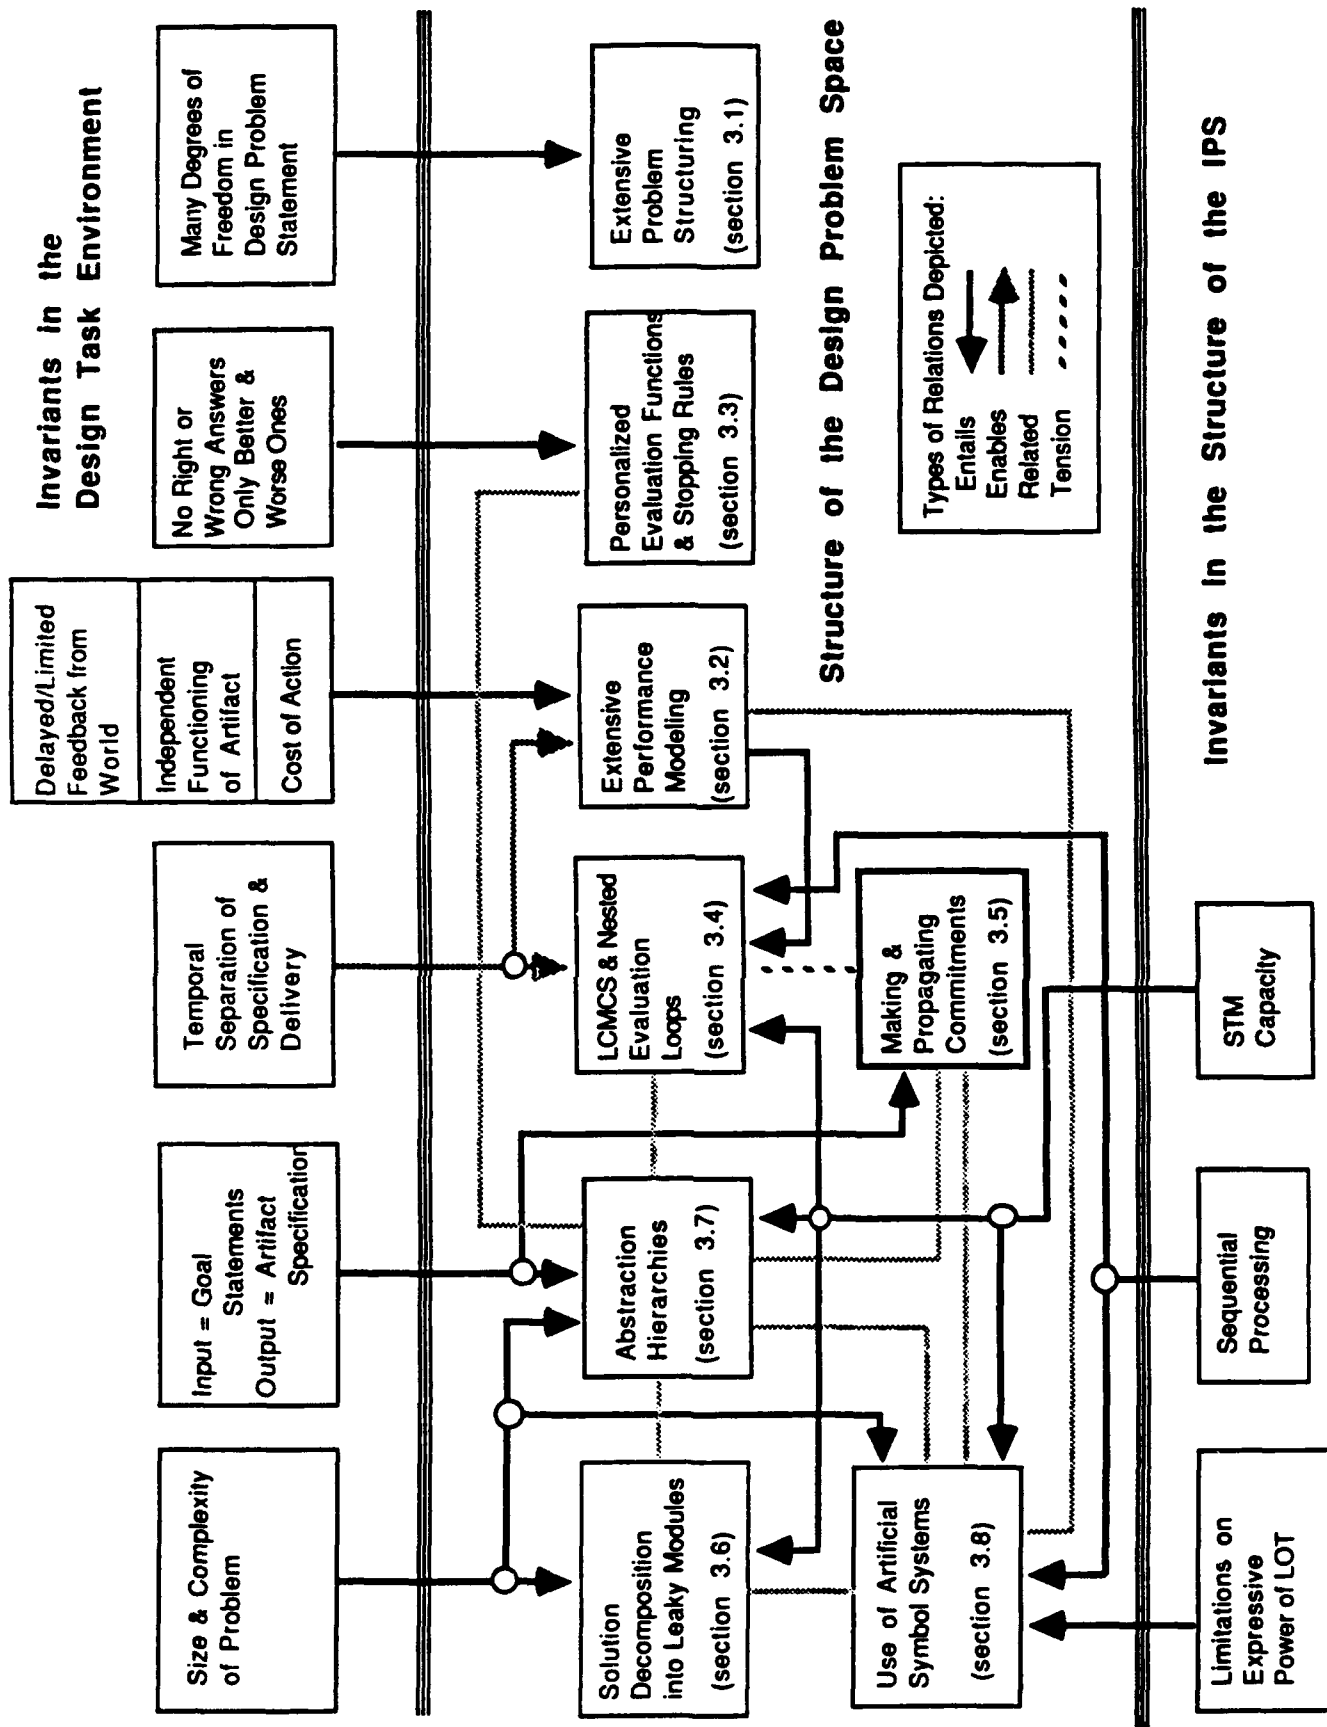 Invariants in the
Design Task Environment
Size & Complexity
of Problem
Input = Goal
Statements
Output = Artifact
Specification
Temporal
Separation of
Specification &
Delivery
Delayed/Limited
Feedback from
World
Independent
Functioning
of Artifact
Cost of Action
No Right or
Wrong Answers
Only Better &
Worse Ones
Many Degrees of
Freedom in
Design Problem
Statement
Solution
Decomposition
into Leaky Modules
(section 3.6)
Abstraction
Hierarchies
(section 3.7)
LCMCS & Nested
Evaluation
Loops
(section 3.4)
Extensive
Performance
Modeling
(section 3.2)
Personalized
Evaluation Functions
& Stopping Rules
(section 3.3)
Extensive
Problem
Structuring
(section 3.1)
Use of Artificial
Symbol Systems
(section 3.8)
Making &
Propagating
Commitments
(section 3.5)
Structure of the Design Problem Space
Types of Relations Depicted:
Entails
Enables
Related
Tension
Limitations on
Expressive
Power of LOT
Sequential
Processing
STM
Capacity
Invariants in the Structure of the IPS